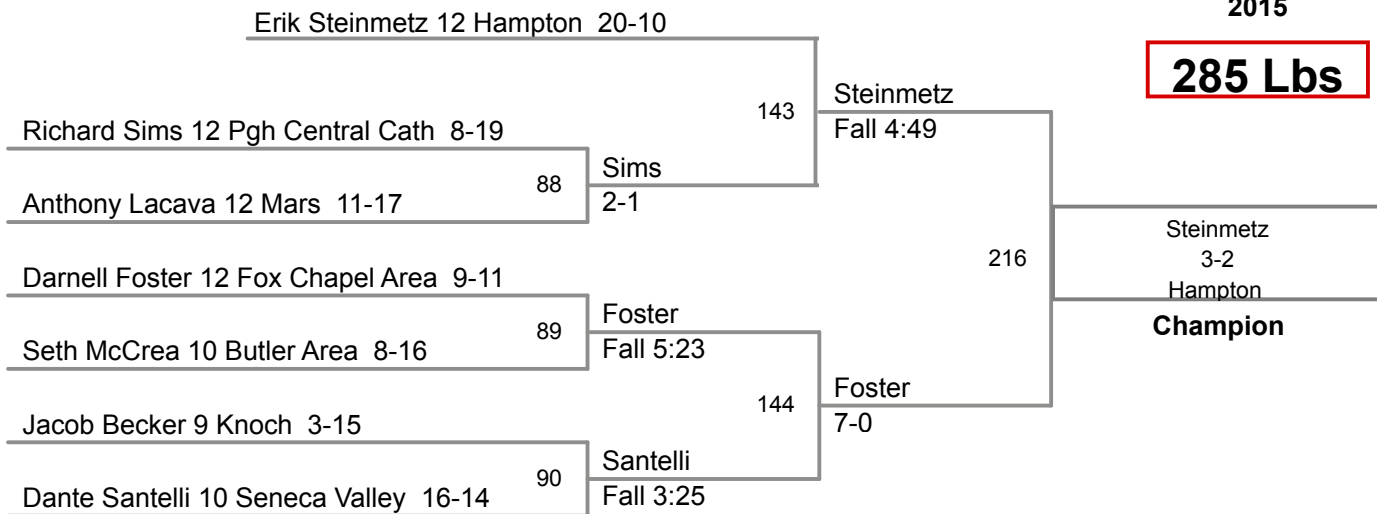 2015
Erik Steinmetz 12 Hampton 20-10
285 Lbs
143
Steinmetz
Fall 4:49
Richard Sims 12 Pgh Central Cath 8-19
88
Sims
2-1
Anthony Lacava 12 Mars 11-17
216
Steinmetz
3-2
Hampton
Champion
Darnell Foster 12 Fox Chapel Area 9-11
89
Foster
Fall 5:23
Seth McCrea 10 Butler Area 8-16
144
Foster
7-0
Jacob Becker 9 Knoch 3-15
90
Santelli
Fall 3:25
Dante Santelli 10 Seneca Valley 16-14